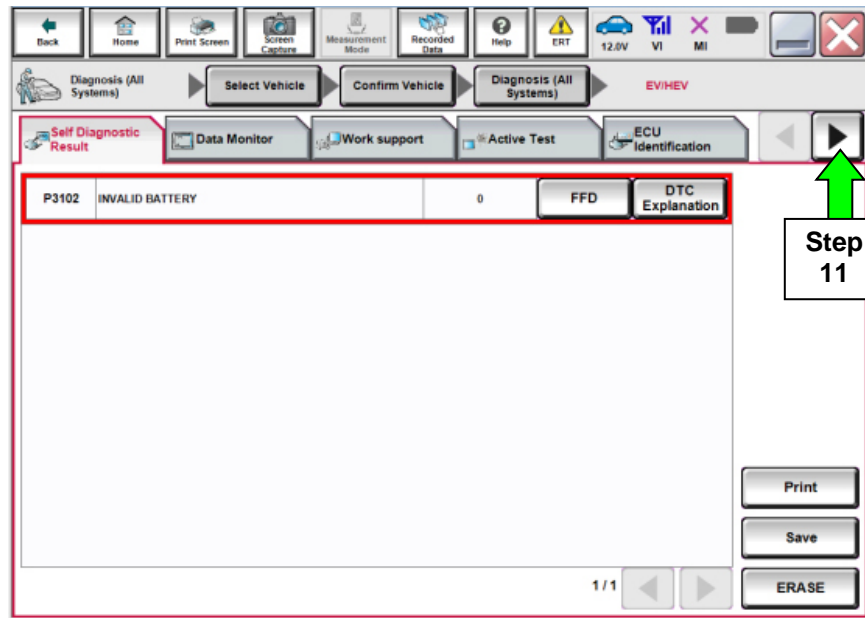 Back
Home
Print Screen
Screen
Capture
Measurement
Mode
Recorded
Data
Help
ERT
12.0V
VI
MI
Diagnosis (All
Systems)
Select Vehicle
Confirm Vehicle
Diagnosis (All
Systems)
EV/HEV
Self Diagnostic
Result
Data Monitor
Work support
Active Test
ECU
Identification
P3102 INVALID BATTERY 0 FFD
DTC
Explanation
Step
11
Print
Save
1/1
ERASE